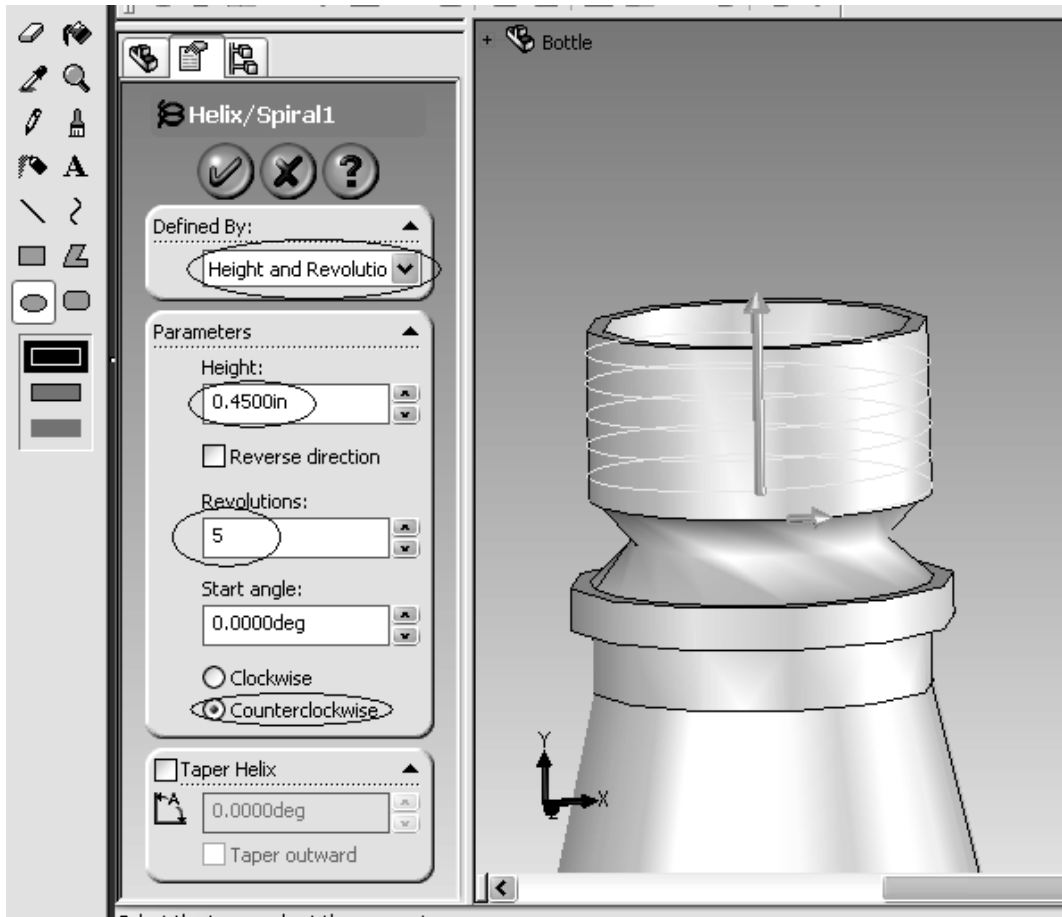 + Bottle
Helix/Spiral1
A
Defined By:
Height and Revolutio
Parameters
Height:
0.4500in
Reverse direction
Revolutions:
5
Start angle:
0.0000deg
Clockwise
Counterclockwise
Taper Helix
A
0.0000deg
Taper outward
Y
X